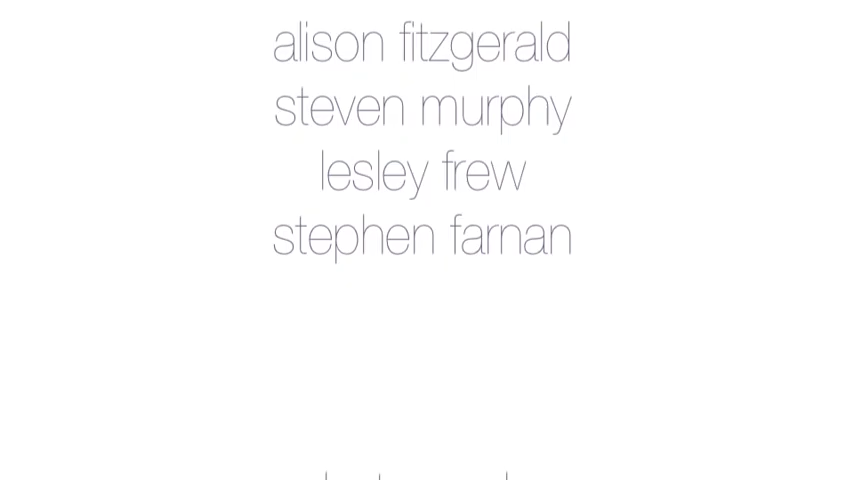 alison fitzgerald
steven murphy
lesley frew
stephen farnan